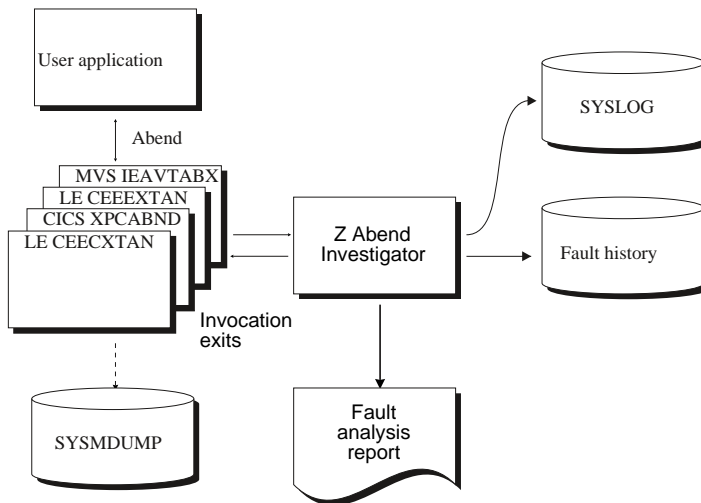 User application
SYSLOG
Abend
MVS IEAVTABX
LE CEEEXTAN
CICS XPCABND
LE CEECXTAN
Z Abend
Investigator
Fault history
Invocation
exits
SYSMDUMP
Fault
analysis
report